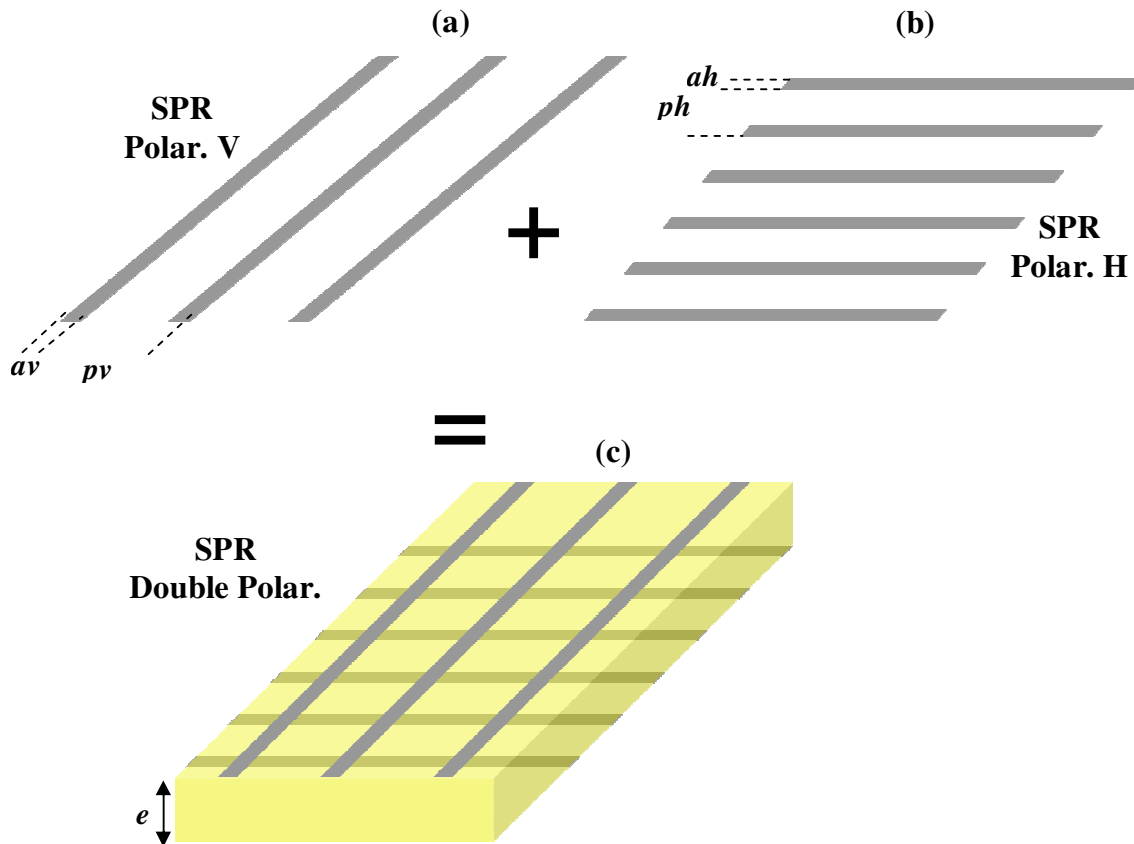 (a)
(b)
SPR
Polar. V
ah
ph
+
SPR
Polar. H
av
pv
=
(c)
SPR
Double Polar.
e